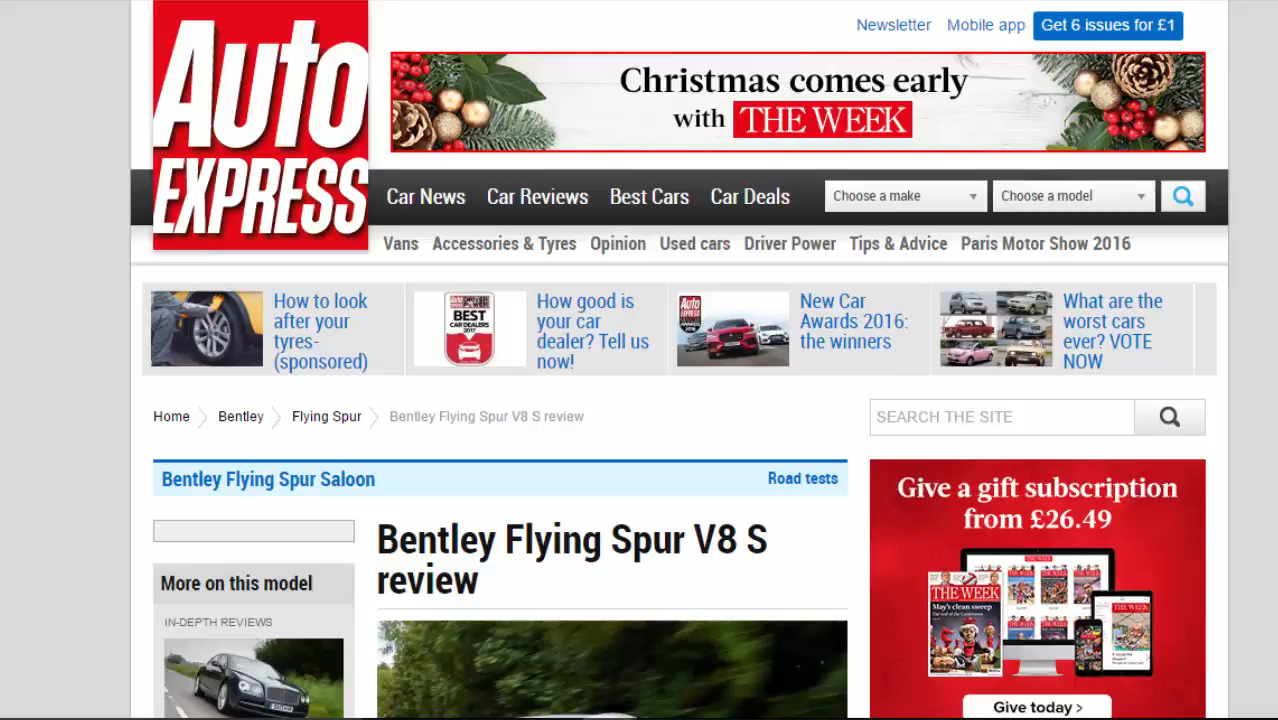 Newsletter Mobile app Get 6 issues for £1
Auto
EXPRESS
Christmas comes early
with THE WEEK
Car News Car Reviews Best Cars Car Deals Choose a make Choose a model
Vans Accessories & Tyres Opinion Used cars Driver Power Tips & Advice Paris Motor Show 2016
How to look
after your
tyres-
(sponsored)
BEST
CAR DEALERS
2017
How good is
your car
dealer? Tell us
now!
New Car
Awards 2016:
the winners
What are the
worst cars
ever? VOTE
NOW
Home Bentley Flying Spur Bentley Flying Spur V8 S review
SEARCH THE SITE
Bentley Flying Spur Saloon Road tests
Give a gift subscription
from £26.49
Bentley Flying Spur V8 S
review
More on this model
IN-DEPTH REVIEWS
THE WEEK
May's clean sweep
THE WEEK
Give today >